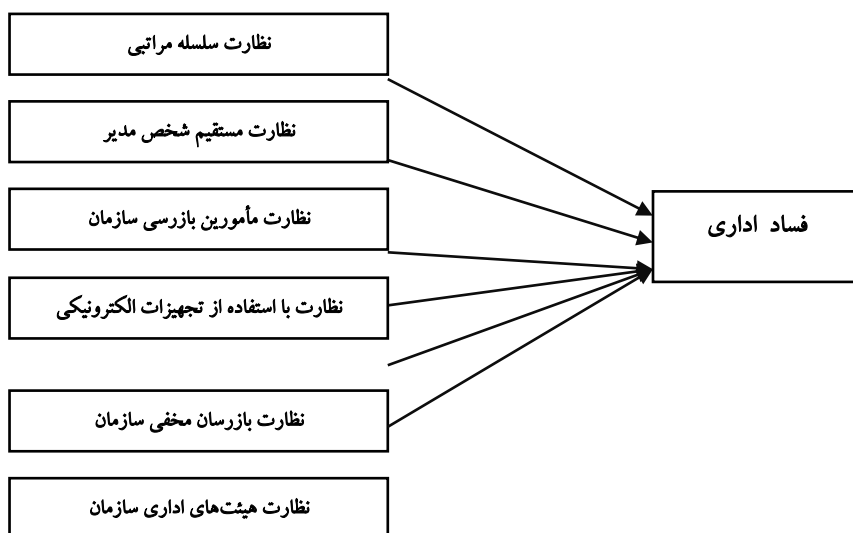 نظارت سلسله مراتبی
نظارت مستقیم شخص مدیر
نظارت مأمورین بازرسی سازمان
فساد اداری
نظارت با استفاده از تجهیزات الکترونیکی
نظارت بازرسان مخفی سازمان
نظارت هیئت‌های اداری سازمان